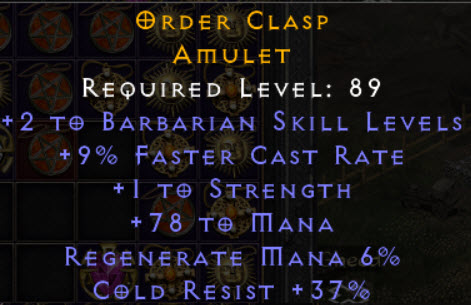 Order Clasp
Amulet
Required Level: 89
+2 to Barbarian Skill Levels
+9% Faster Cast Rate
+1 to Strength
+78 to Mana
Regenerate Mana 6%
Cold Resist +37%